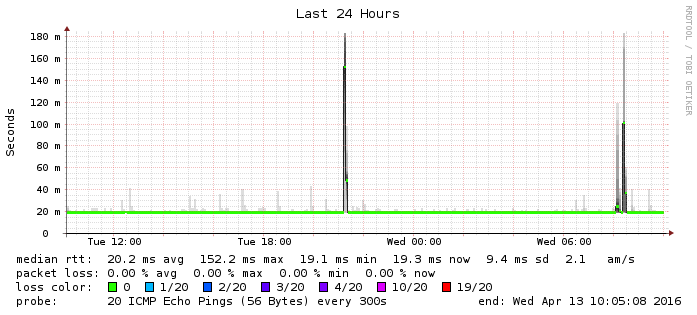 Last 24 Hours
RRDTOOL / TOBI OETIKER
Seconds
180 m
160 m
140 m
120 m
100 m
80 m
60 m
40 m
20 m
0
Tue 12:00 Tue 18:00 Wed 00:00 Wed 06:00
median rtt: 20.2 ms avg 152.2 ms max 19.1 ms min 19.3 ms now 9.4 ms sd 2.1 am/s
packet loss: 0.00 % avg 0.00 % max 0.00 % min 0.00 % now
loss color: 0 1/20 2/20 3/20 4/20 10/20 19/20
probe: 20 ICMP Echo Pings (56 Bytes) every 300s end: Wed Apr 13 10:05:08 2016